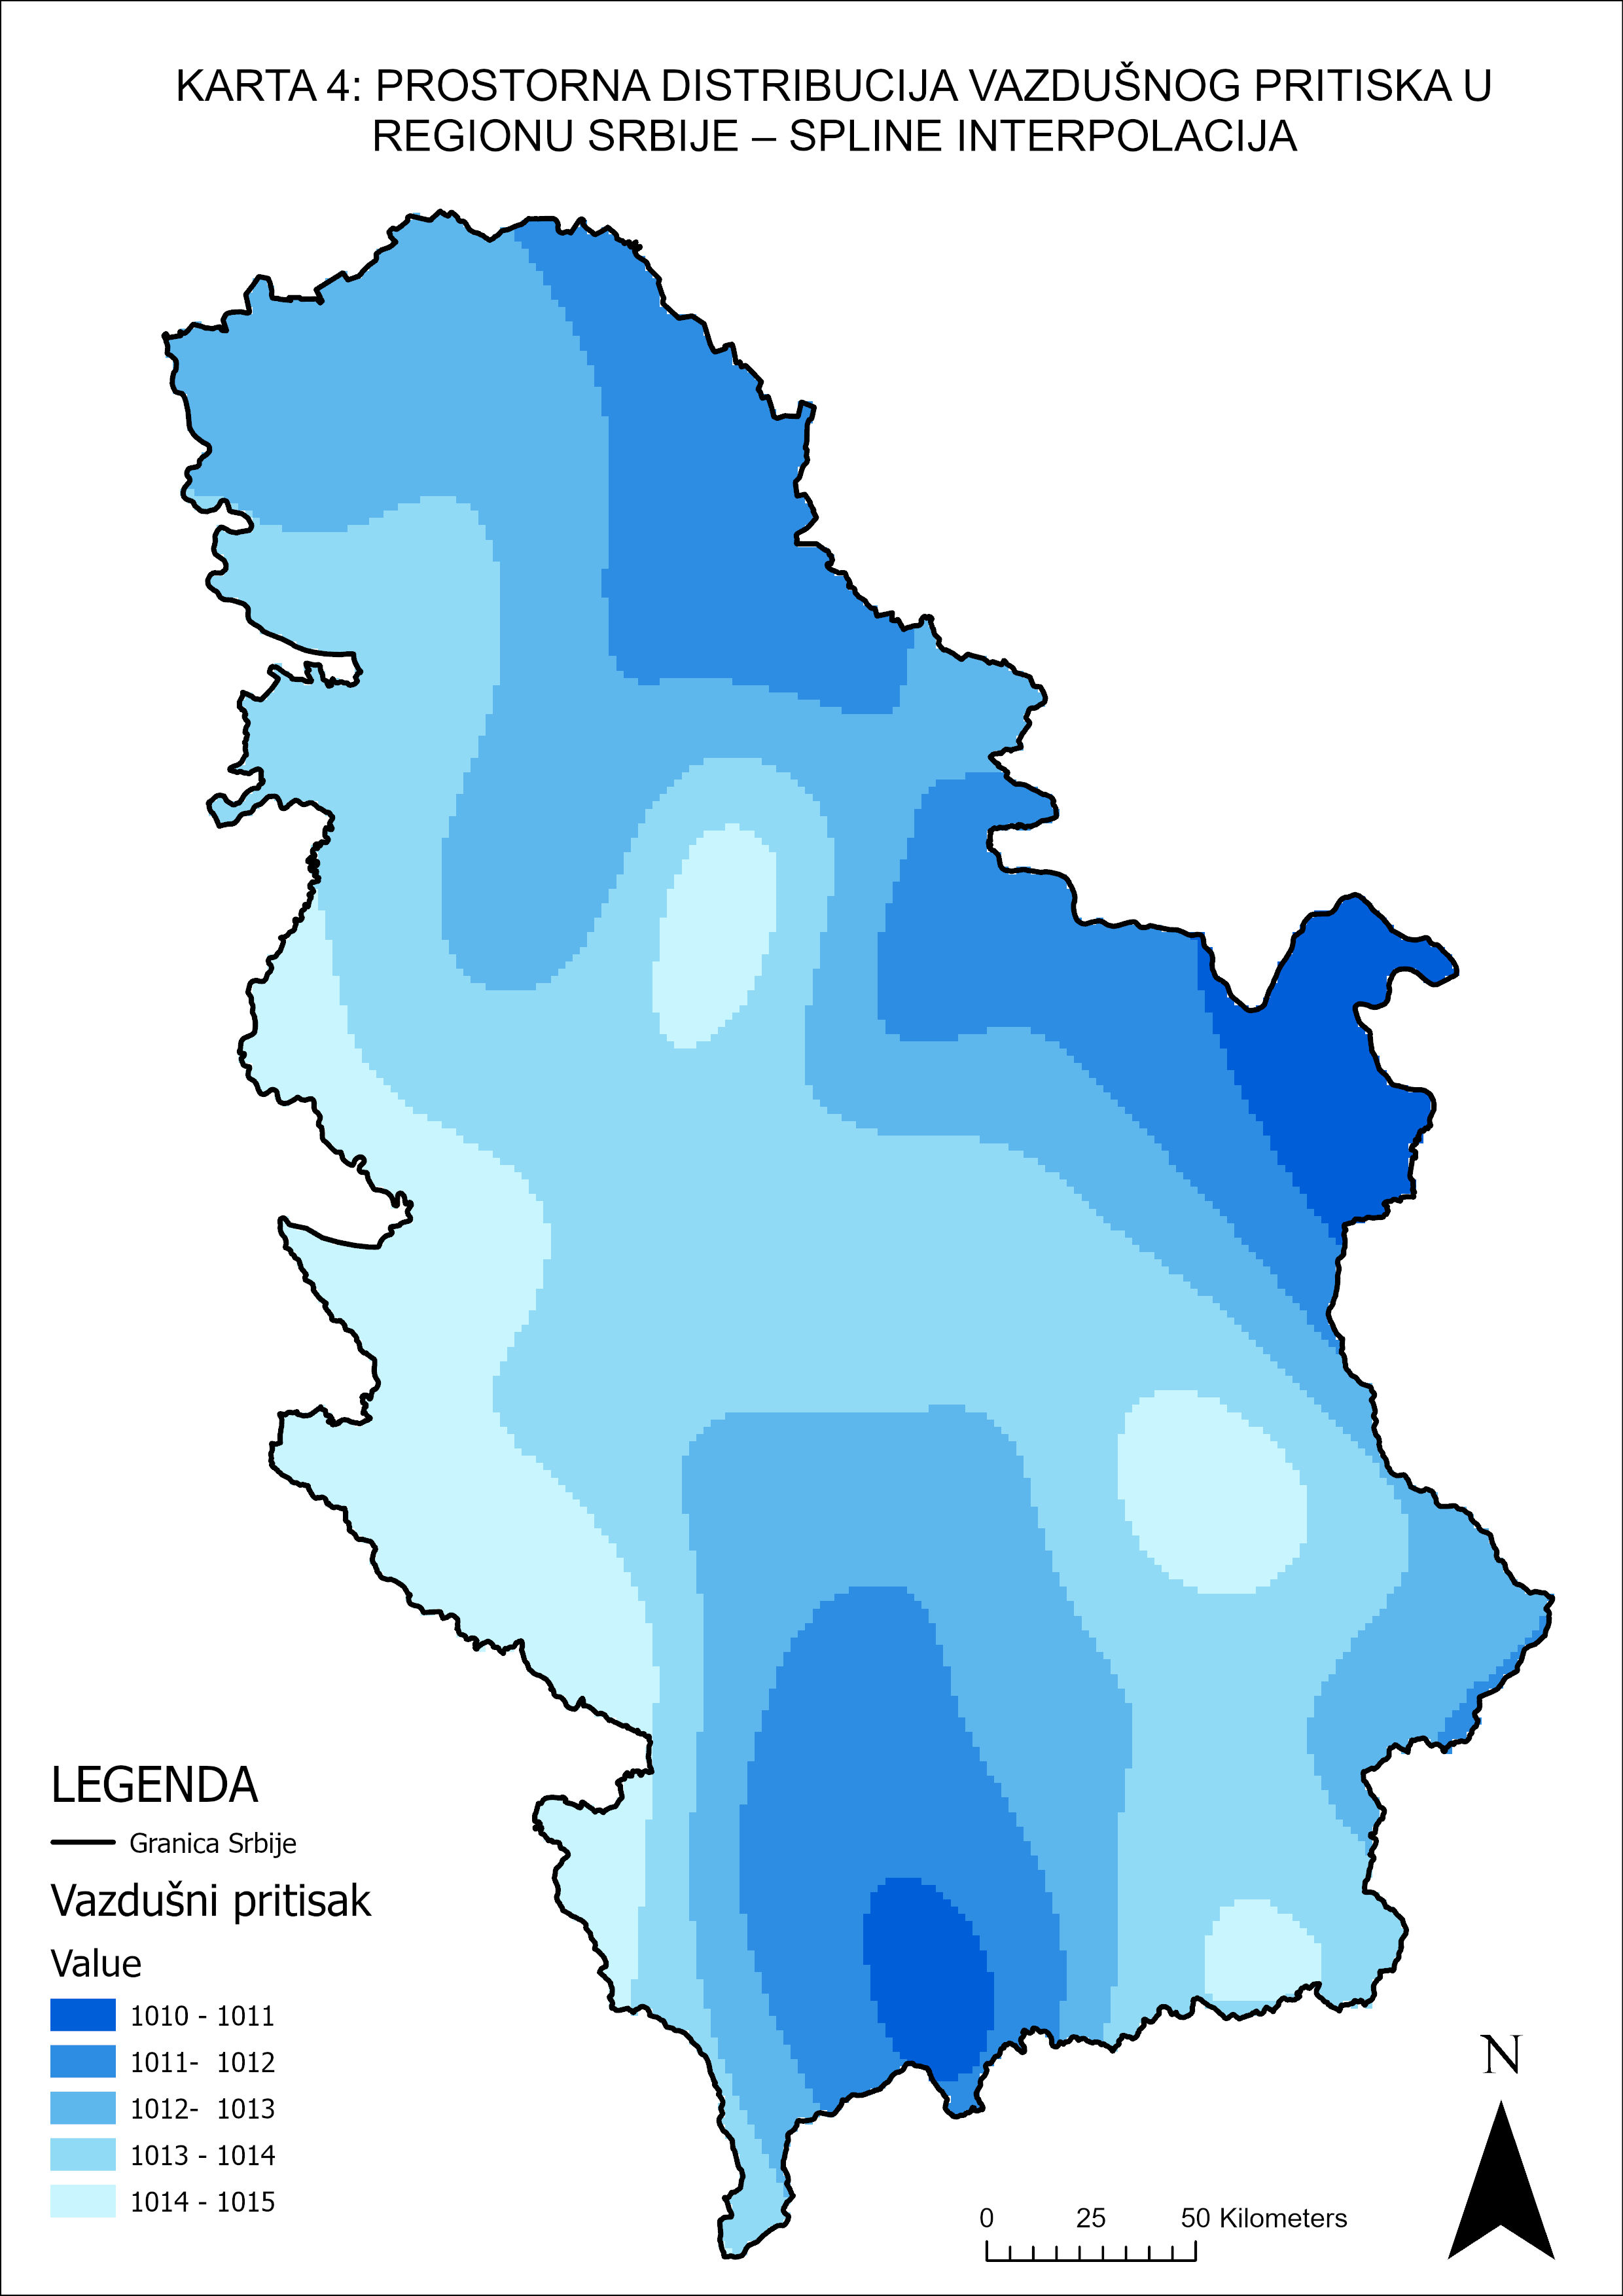 KARTA 4: PROSTORNA DISTRIBUCIJA VAZDUŠNOG PRITISKA U
REGIONU SRBIJE – SPLINE INTERPOLACIJA
LEGENDA
Granica Srbije
Vazdušni pritisak
Value
1010 - 1011
1011-  1012
1012-  1013
1013 - 1014
1014 - 1015
N
0 25 50 Kilometers